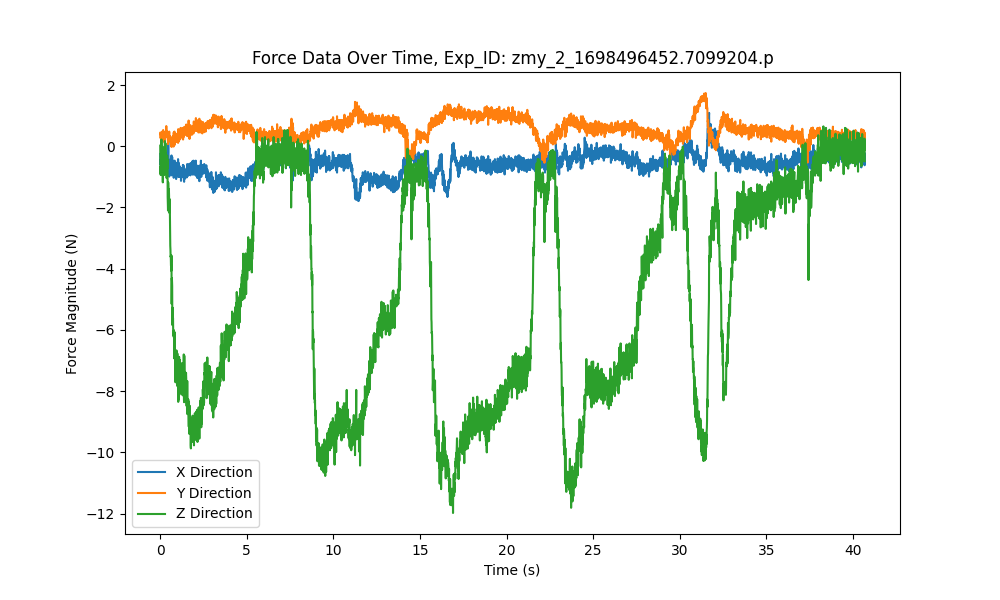 Force Data Over Time, Exp_ID: zmy_2_1698496452.7099204.p
Force Magnitude (N)
2
0
−2
−4
−6
−8
−10
−12
X Direction
Y Direction
Z Direction
0 5 10 15 20 25 30 35 40
Time (s)